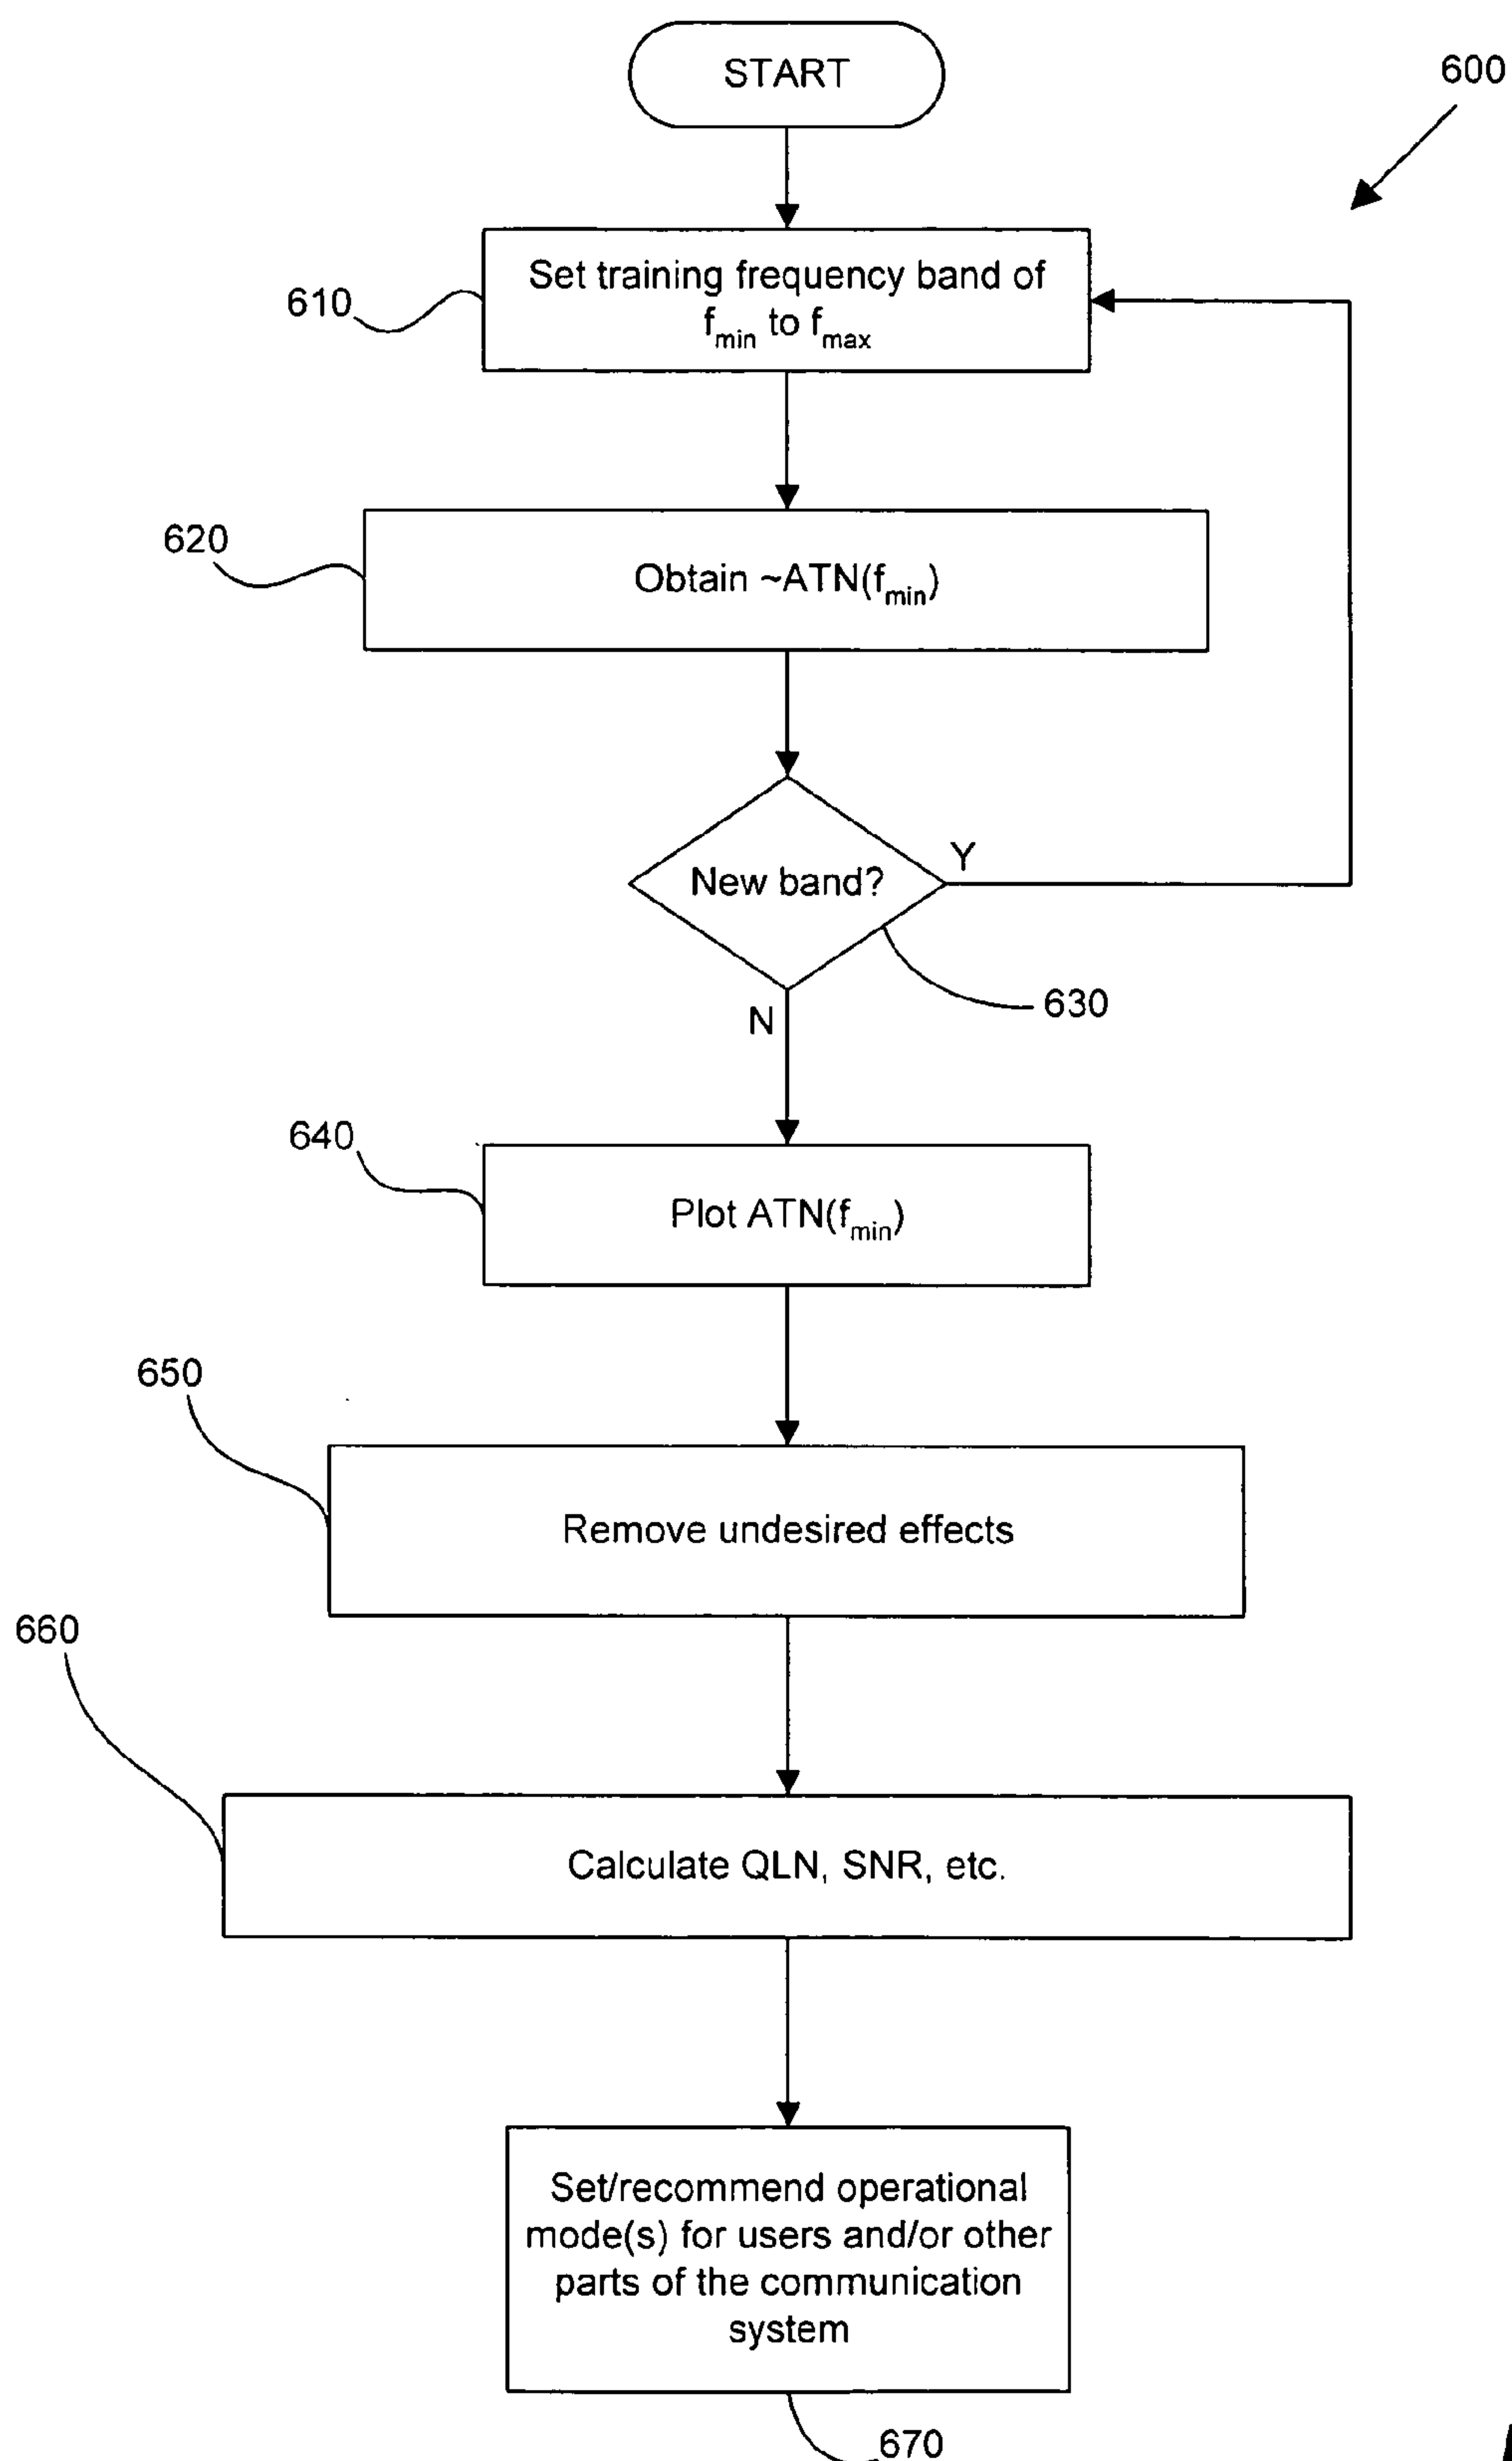 START
600
Set training frequency band of
fmin to fmax
610
620
Obtain ~ATN(fmin)
New band?
Y
630
N
640
Plot ATN(fmin)
650
Remove undesired effects
660
Calculate QLN, SNR, etc.
Set/recommend operational
mode(s) for users and/or other
parts of the communication
system
670